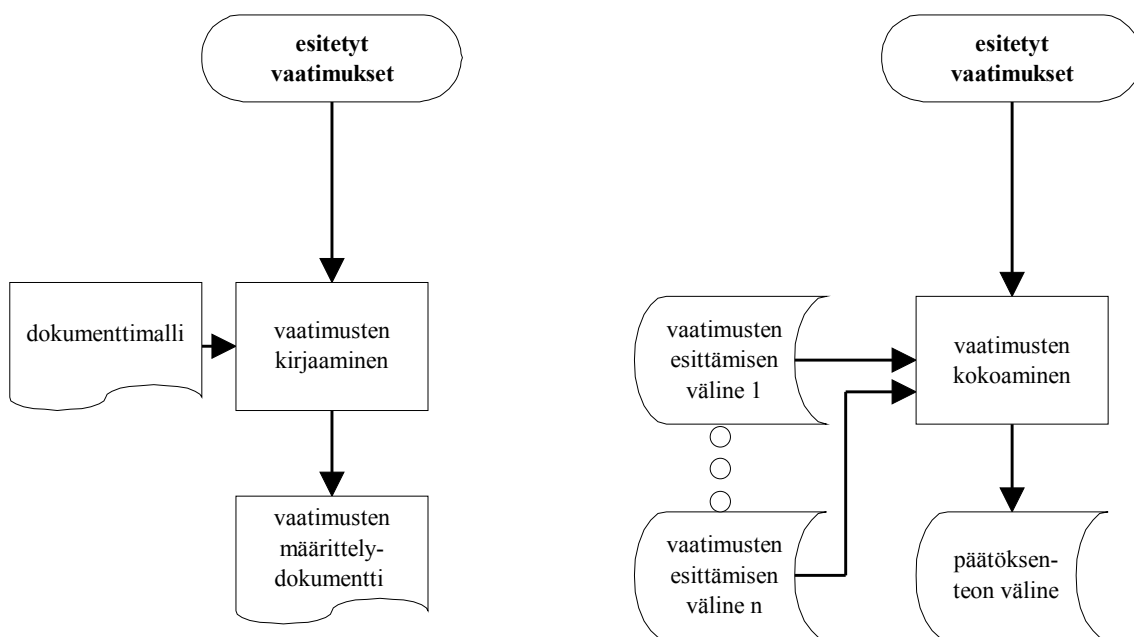 esitetyt
vaatimukset
dokumenttimalli
vaatimusten
kirjaaminen
vaatimusten
määrittely-
dokumentti
esitetyt
vaatimukset
vaatimusten
esittämisen
väline 1
vaatimusten
kokoaminen
vaatimusten
esittämisen
väline n
päätöksen-
teon väline